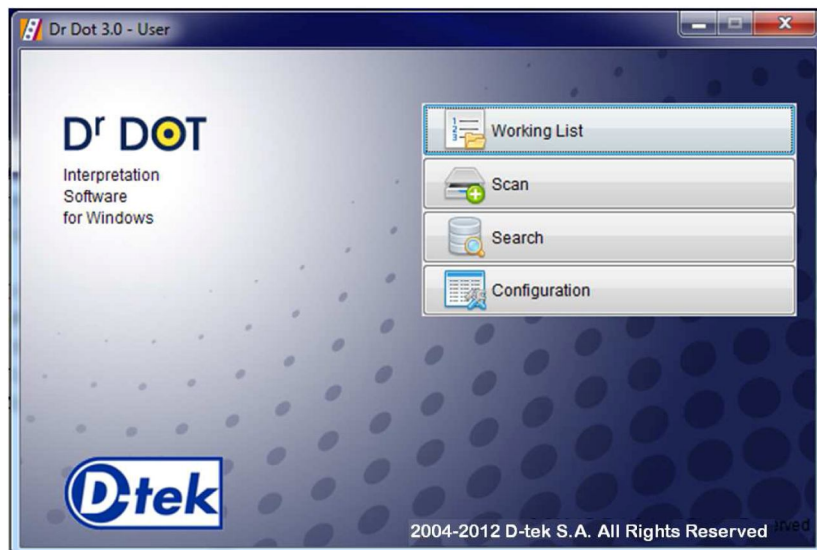 Dr Dot 3.0 - User
Dr DOT
Interpretation
Software
for Windows
Working List
Scan
Search
Configuration
D-tek
2004-2012 D-tek S.A. All Rights Reserved